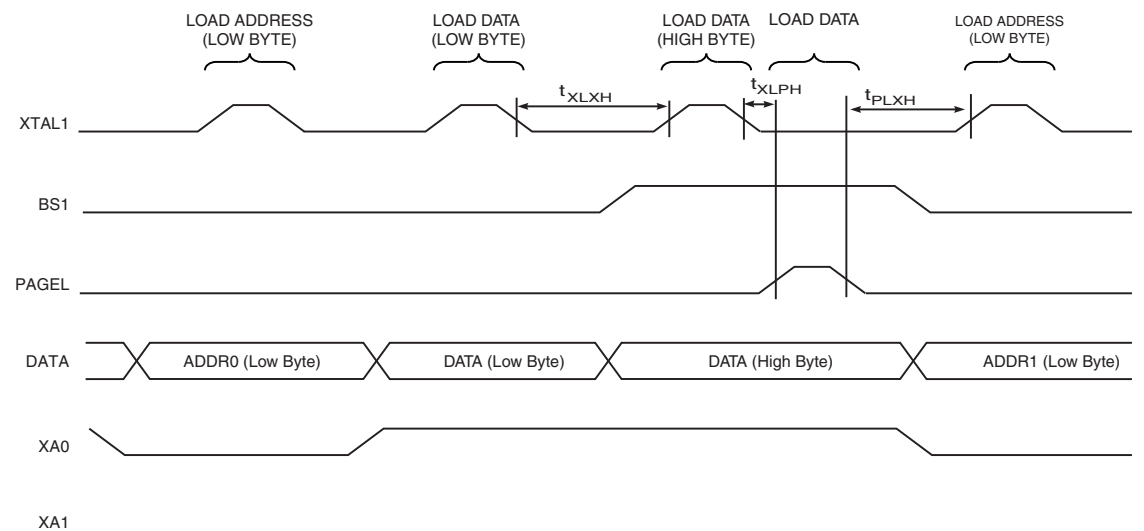 LOAD ADDRESS
(LOW BYTE)
LOAD DATA
(LOW BYTE)
LOAD DATA
(HIGH BYTE)
LOAD DATA
LOAD ADDRESS
(LOW BYTE)
tXLXH
tXLPH
tPLXH
XTAL1
BS1
PAGEL
DATA
ADDR0 (Low Byte)
DATA (Low Byte)
DATA (High Byte)
ADDR1 (Low Byte)
XA0
XA1